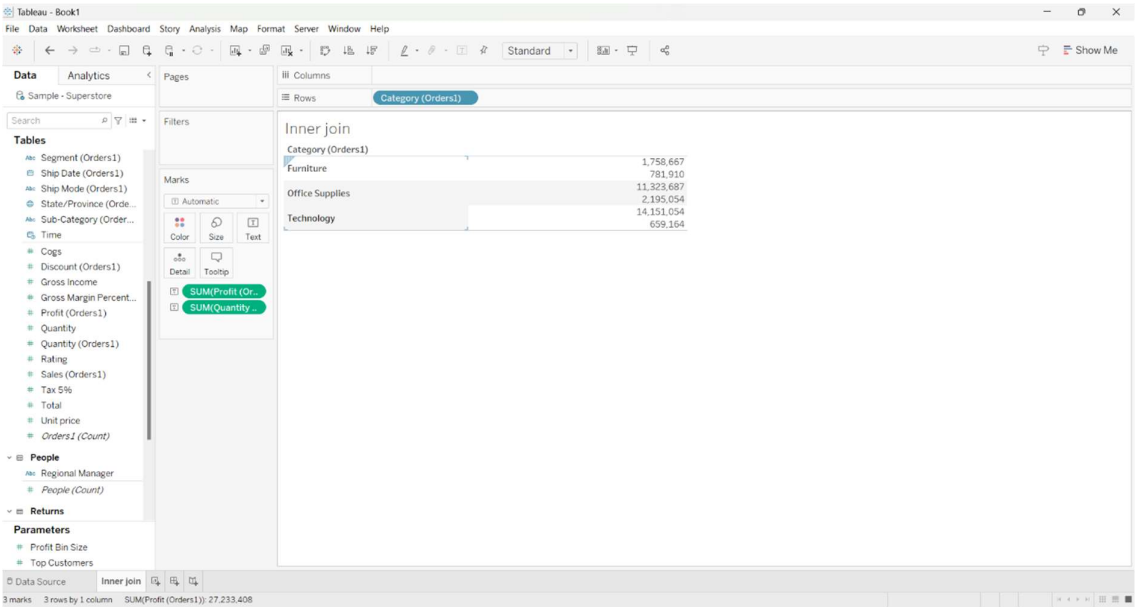 Tableau - Book1
File Data Worksheet Dashboard Story Analysis Map Format Server Window Help
Standard
Show Me
Data Analytics
Sample - Superstore
Search
Tables
Abc Segment (Orders1)
Ship Date (Orders1)
Abc Ship Mode (Orders1)
State/Province (Orde...
Abc Sub-Category (Order...
Time
# Cogs
# Discount (Orders1)
# Gross Income
# Gross Margin Percent...
# Profit (Orders1)
# Quantity
# Quantity (Orders1)
# Rating
# Sales (Orders1)
# Tax 5%
# Total
# Unit price
# Orders1 (Count)
People
Abc Regional Manager
# People (Count)
Returns
Parameters
# Profit Bin Size
# Top Customers
Pages
Filters
Marks
T Automatic
Color Size Text
Detail Tooltip
T SUM(Profit (Or..
T SUM(Quantity ..
Columns
Rows Category (Orders1)
Inner join
Category (Orders1)
Furniture 1,758,667
781,910
Office Supplies 11,323,687
2,195,054
Technology 14,151,054
659,164
Data Source Inner join
3 marks 3 rows by 1 column SUM(Profit (Orders1)): 27,233,408